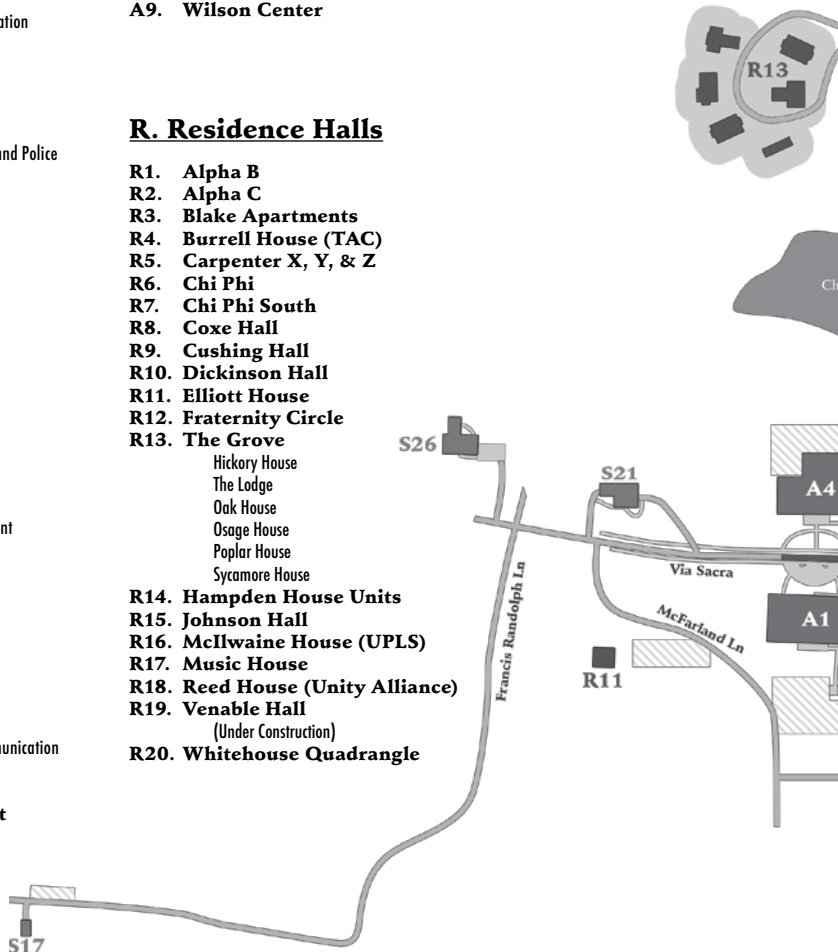 A9. Wilson Center
ation
and Police
R. Residence Halls
R1. Alpha B
R2. Alpha C
R3. Blake Apartments
R4. Burrell House (TAC)
R5. Carpenter X, Y, & Z
R6. Chi Phi
R7. Chi Phi South
R8. Coxe Hall
R9. Cushing Hall
R10. Dickinson Hall
R11. Elliott House
R12. Fraternity Circle
R13. The Grove
Hickory House
The Lodge
Oak House
Osage House
Poplar House
Sycamore House
R14. Hampden House Units
R15. Johnson Hall
R16. McIlwaine House (UPLS)
R17. Music House
R18. Reed House (Unity Alliance)
R19. Venable Hall
(Under Construction)
R20. Whitehouse Quadrangle
nt
unication
t
R13
Ch
S26
S21
A4
Via Sacra
Francis Randolph Ln
McFarland Ln
A1
R11
S17